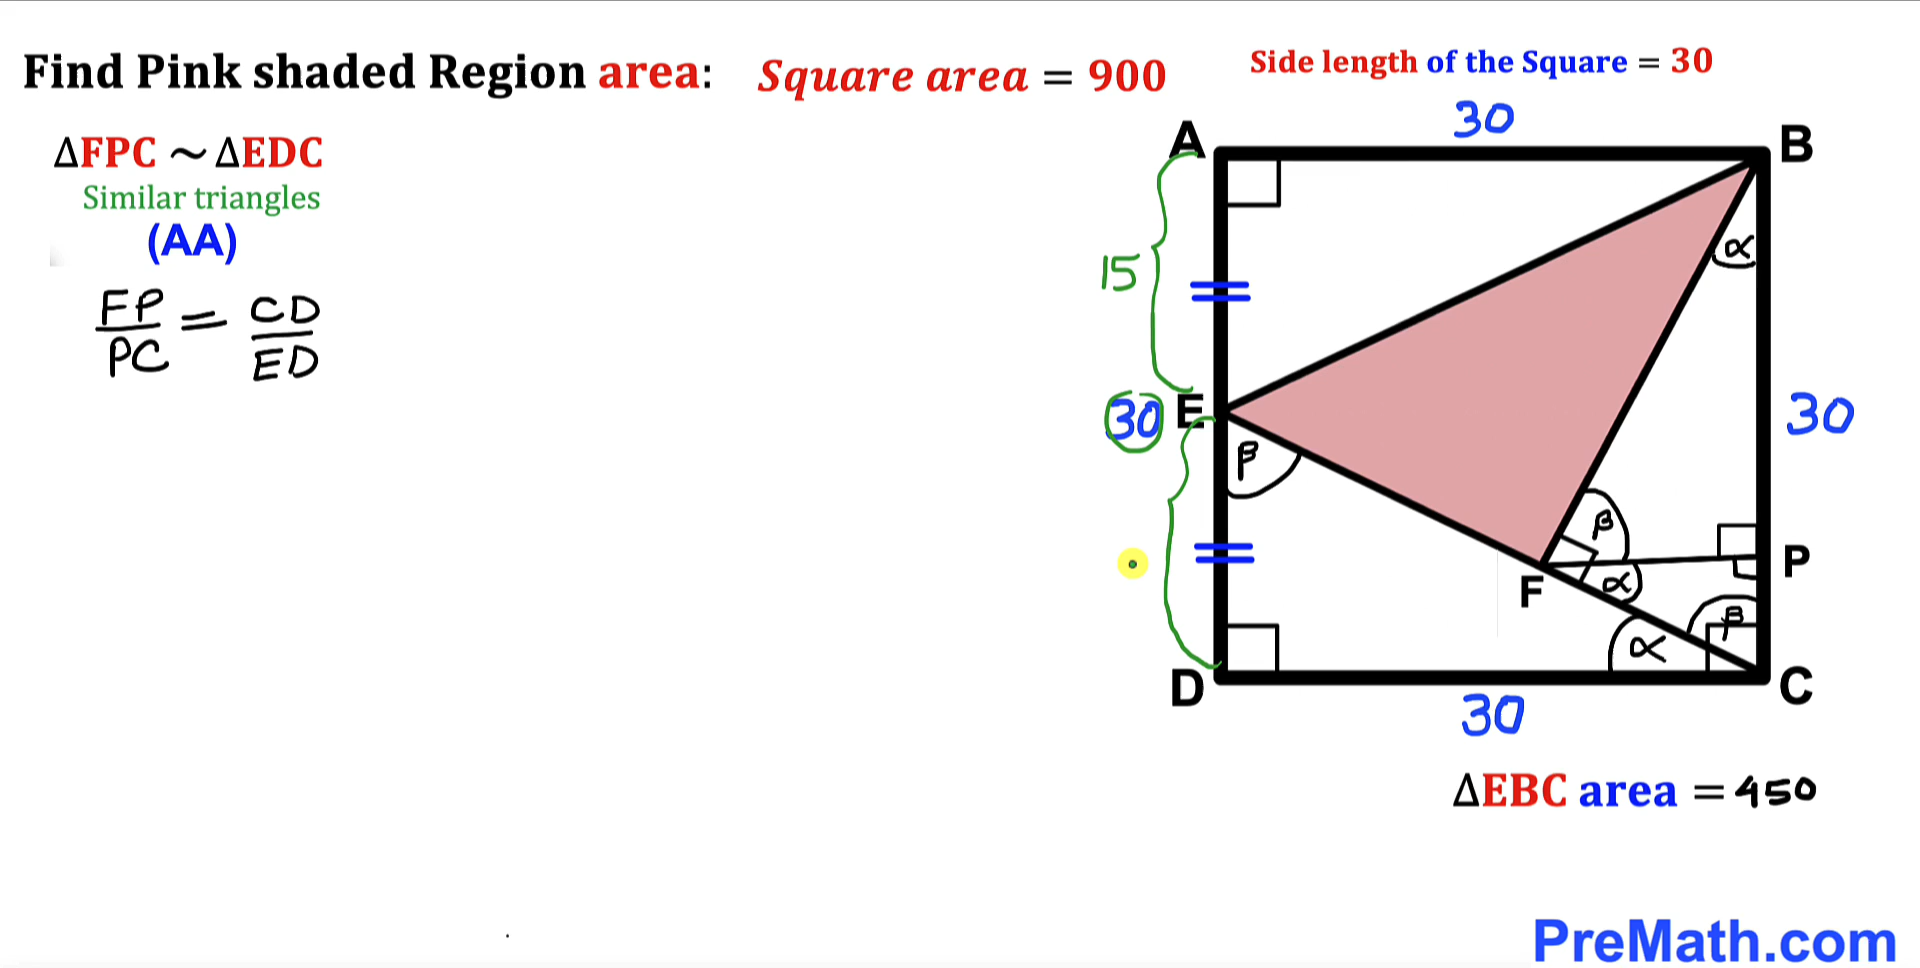 Find Pink shaded Region area: Square area = 900
Side length of the Square = 30
ΔFPC ~ ΔEDC
Similar triangles
(AA)
FP/PC = CD/ED
30
A
B
15
α
30
E
30
β
β
F
α
P
β
α
D
C
30
ΔEBC area = 450
PreMath.com